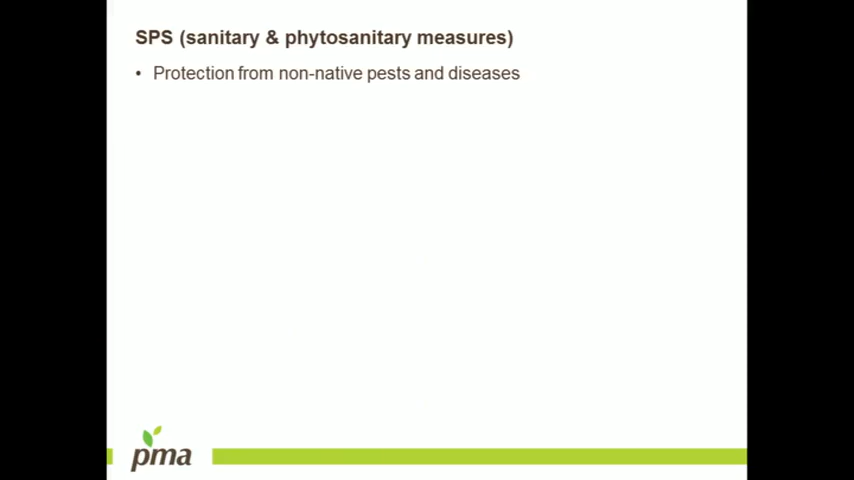 SPS (sanitary & phytosanitary measures)
• Protection from non-native pests and diseases
pma